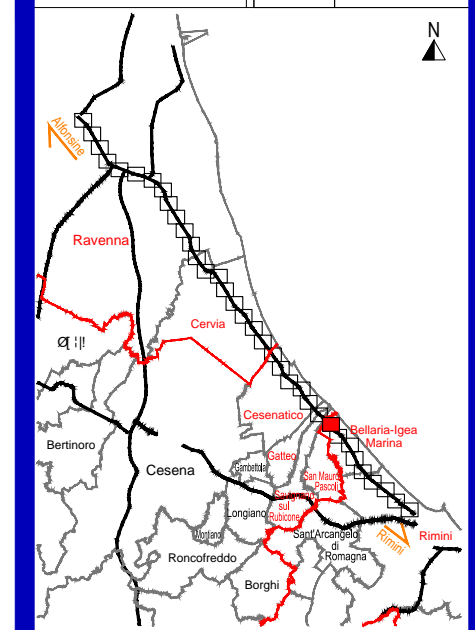 N
Alfonsine
Ravenna
Cervia
Cesenatico
Bellaria-Igea
Marina
Bertinoro
Gatteo
Gambettola
Cesena
San Mauro
Pascoli
Savignano
sul
Rubicone
Longiano
Montiano
Sant'Arcangelo
di
Romagna
Rimini
Rimini
Roncofreddo
Borghi